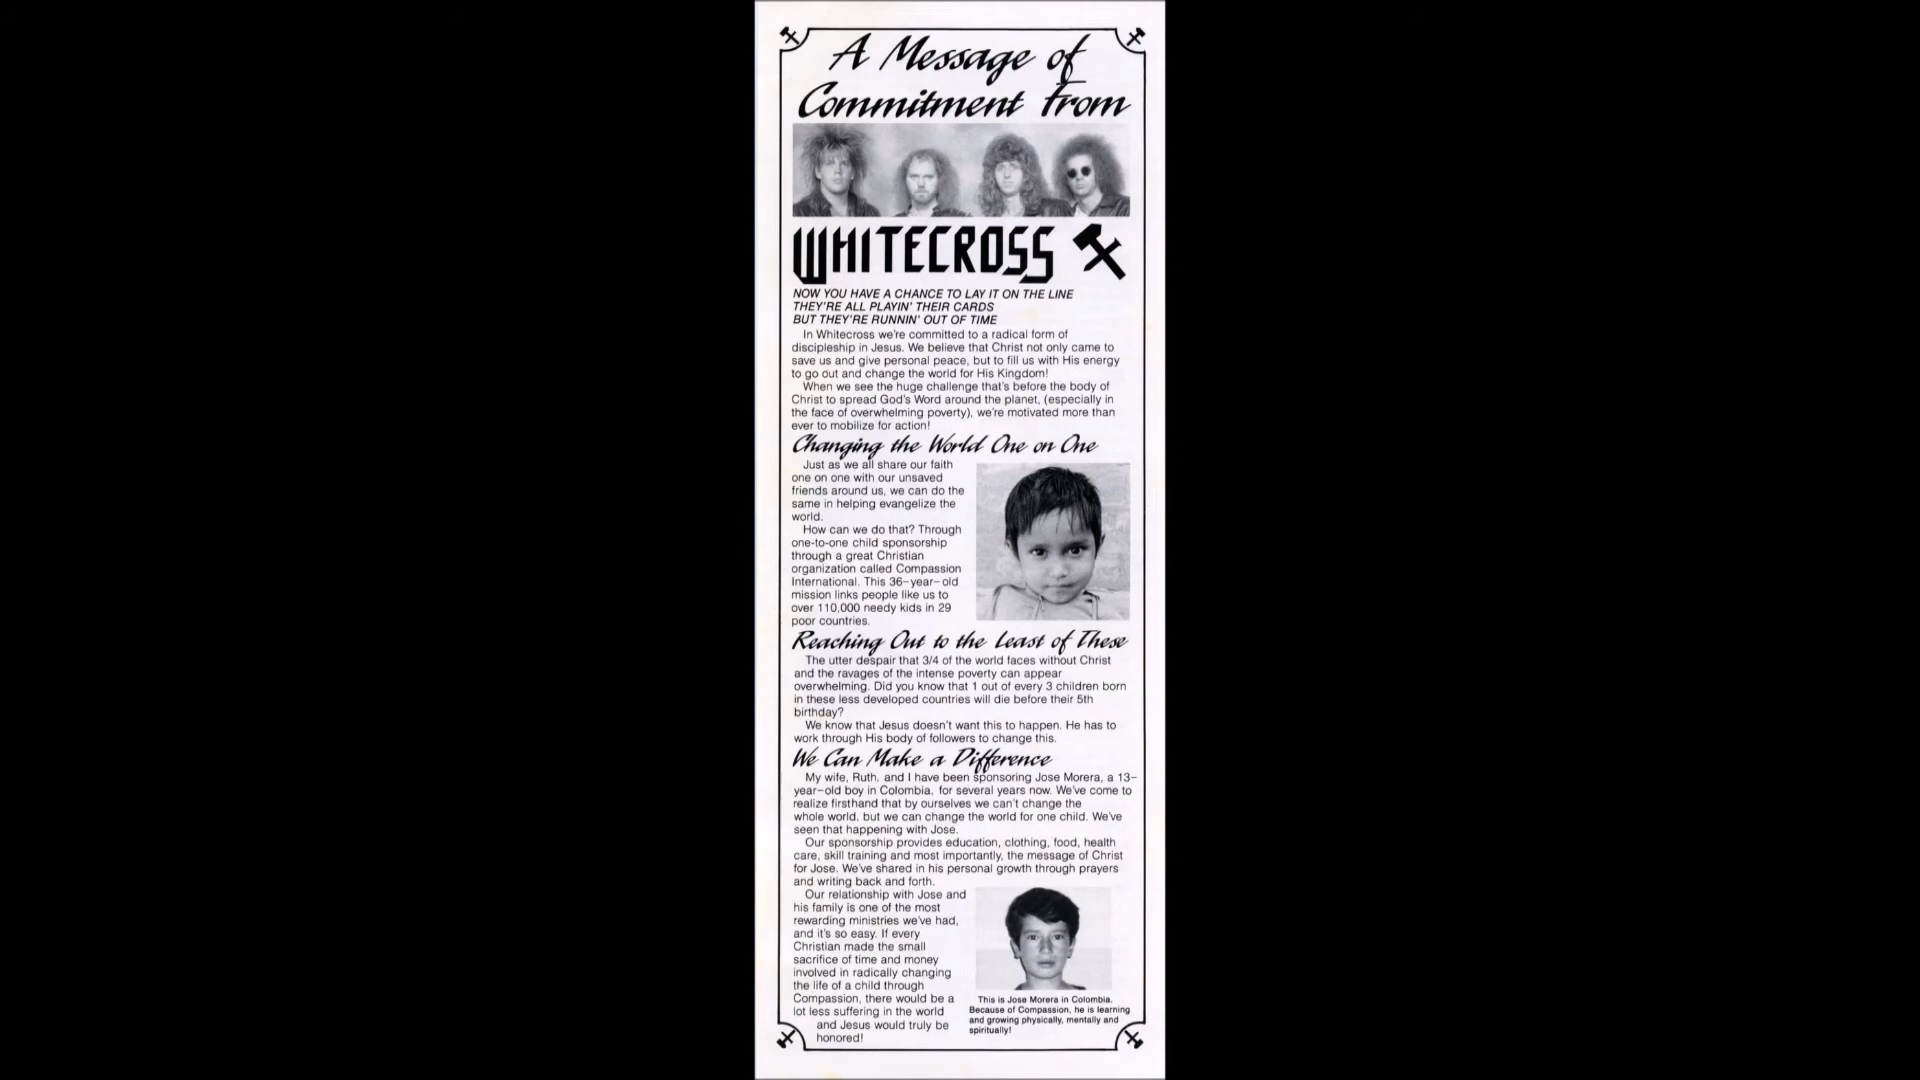 A Message of
Commitment from
WHITECROSS
NOW YOU HAVE A CHANCE TO LAY IT ON THE LINE
THEY'RE ALL PLAYIN' THEIR CARDS
BUT THEY'RE RUNNIN' OUT OF TIME
In Whitecross we're committed to a radical form of
discipleship in Jesus. We believe that Christ not only came to
save us and give personal peace, but to fill us with His energy
to go out and change the world for His Kingdom!
When we see the huge challenge that's before the body of
Christ to spread God's Word around the planet, (especially in
the face of overwhelming poverty), we're motivated more than
ever to mobilize for action!
Changing the World One on One
Just as we all share our faith
one on one with our unsaved
friends around us, we can do the
same in helping evangelize the
world.
How can we do that? Through
one-to-one child sponsorship
through a great Christian
organization called Compassion
International. This 36-year-old
mission links people like us to
over 110,000 needy kids in 29
poor countries.
Reaching Out to the Least of These
The utter despair that 3/4 of the world faces without Christ
and the ravages of the intense poverty can appear
overwhelming. Did you know that 1 out of every 3 children born
in these less developed countries will die before their 5th
birthday?
We know that Jesus doesn't want this to happen. He has to
work through His body of followers to change this.
We Can Make a Difference
My wife, Ruth, and I have been sponsoring Jose Morera, a 13-
year-old boy in Colombia, for several years now. We've come to
realize firsthand that by ourselves we can't change the
whole world, but we can change the world for one child. We've
seen that happening with Jose.
Our sponsorship provides education, clothing, food, health
care, skill training and most importantly, the message of Christ
for Jose. We've shared in his personal growth through prayers
and writing back and forth.
Our relationship with Jose and
his family is one of the most
rewarding ministries we've had,
and it's so easy. If every
Christian made the small
sacrifice of time and money
involved in radically changing
the life of a child through
Compassion, there would be a
lot less suffering in the world
and Jesus would truly be
honored!
This is Jose Morera in Colombia.
Because of Compassion, he is learning
and growing physically, mentally and
spiritually!